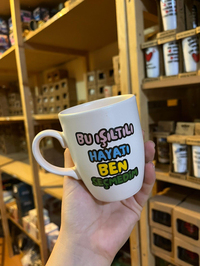 BU IŞILTILI
HAYATI
BEN
SEÇMEDİM